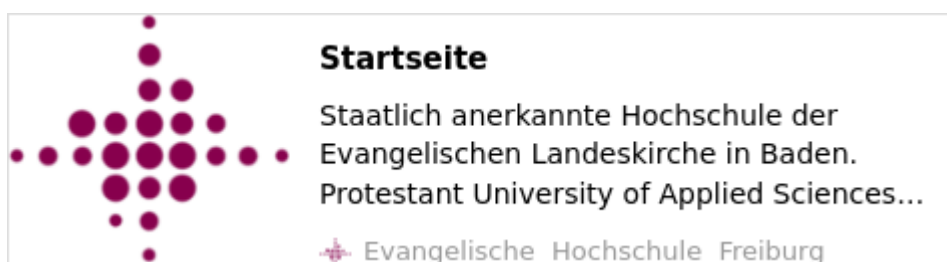 Startseite
Staatlich anerkannte Hochschule der
Evangelischen Landeskirche in Baden.
Protestant University of Applied Sciences...
Evangelische Hochschule Freiburg